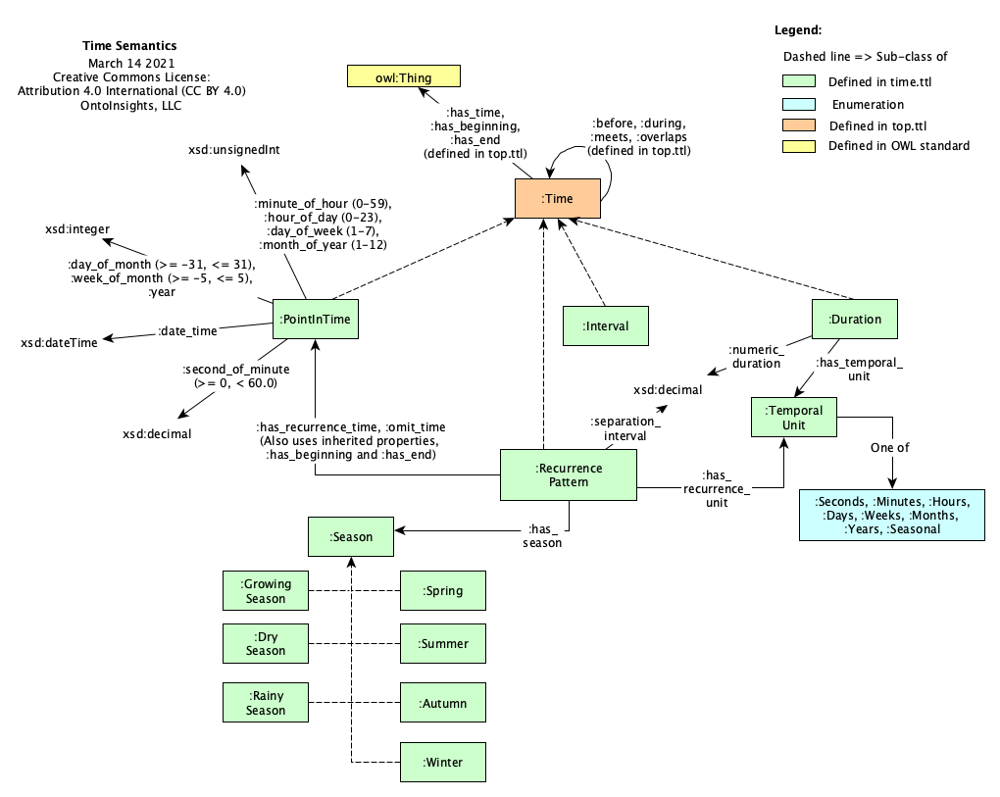 Time Semantics
March 14 2021
Creative Commons License:
Attribution 4.0 International (CC BY 4.0)
OntoInsights, LLC
Legend:
Dashed line => Sub-class of
Defined in time.ttl
Enumeration
Defined in top.ttl
Defined in OWL standard
owl:Thing
:has_time,
:has_beginning,
:has_end
(defined in top.ttl)
:before, :during,
:meets, :overlaps
(defined in top.ttl)
:Time
xsd:unsignedInt
:minute_of_hour (0-59),
:hour_of_day (0-23),
:day_of_week (1-7),
:month_of_year (1-12)
xsd:integer
:day_of_month (>= -31, <= 31),
:week_of_month (>= -5, <= 5),
:year
:PointInTime
:Interval
:Duration
:date_time
xsd:dateTime
:second_of_minute
(>= 0, < 60.0)
xsd:decimal
:numeric_
duration
:has_temporal_
unit
xsd:decimal
:separation_
interval
:Temporal
Unit
One of
:Seconds, :Minutes, :Hours,
:Days, :Weeks, :Months,
:Years, :Seasonal
:has_recurrence_time, :omit_time
(Also uses inherited properties,
:has_beginning and :has_end)
:Recurrence
Pattern
:has_
recurrence_
unit
:has_
season
:Season
:Growing
Season
:Spring
:Dry
Season
:Summer
:Rainy
Season
:Autumn
:Winter